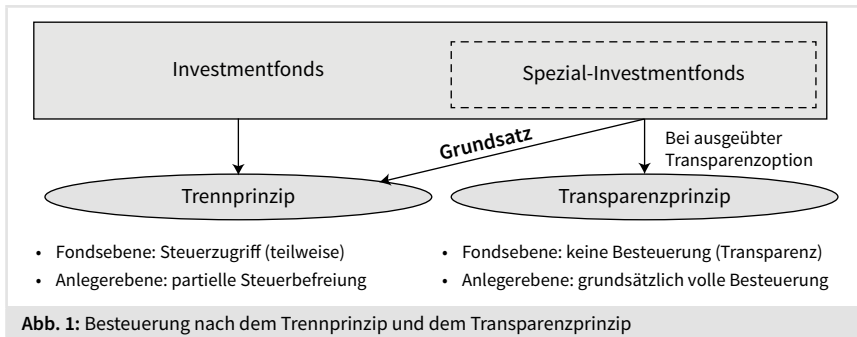 Investmentfonds
Spezial-Investmentfonds
Grundsatz
Bei ausgeübter
Transparenzoption
Trennprinzip
Transparenzprinzip
• Fondsebene: Steuerzugriff (teilweise)
• Anlegerebene: partielle Steuerbefreiung
• Fondsebene: keine Besteuerung (Transparenz)
• Anlegerebene: grundsätzlich volle Besteuerung
Abb. 1: Besteuerung nach dem Trennprinzip und dem Transparenzprinzip